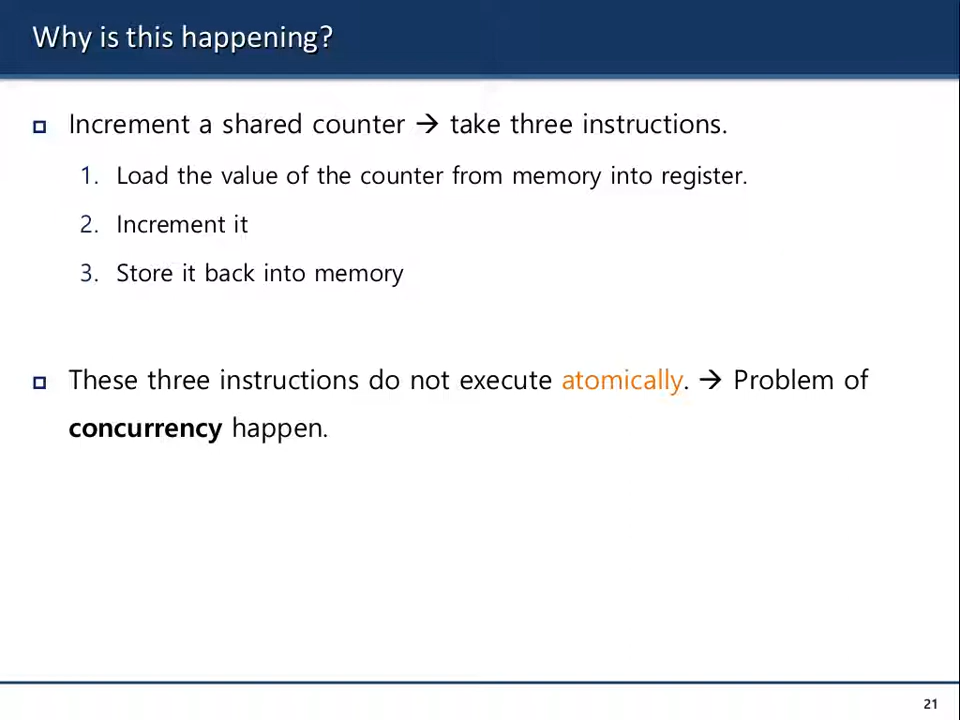 Why is this happening?
Increment a shared counter → take three instructions.
1. Load the value of the counter from memory into register.
2. Increment it
3. Store it back into memory
These three instructions do not execute atomically. → Problem of
concurrency happen.
21